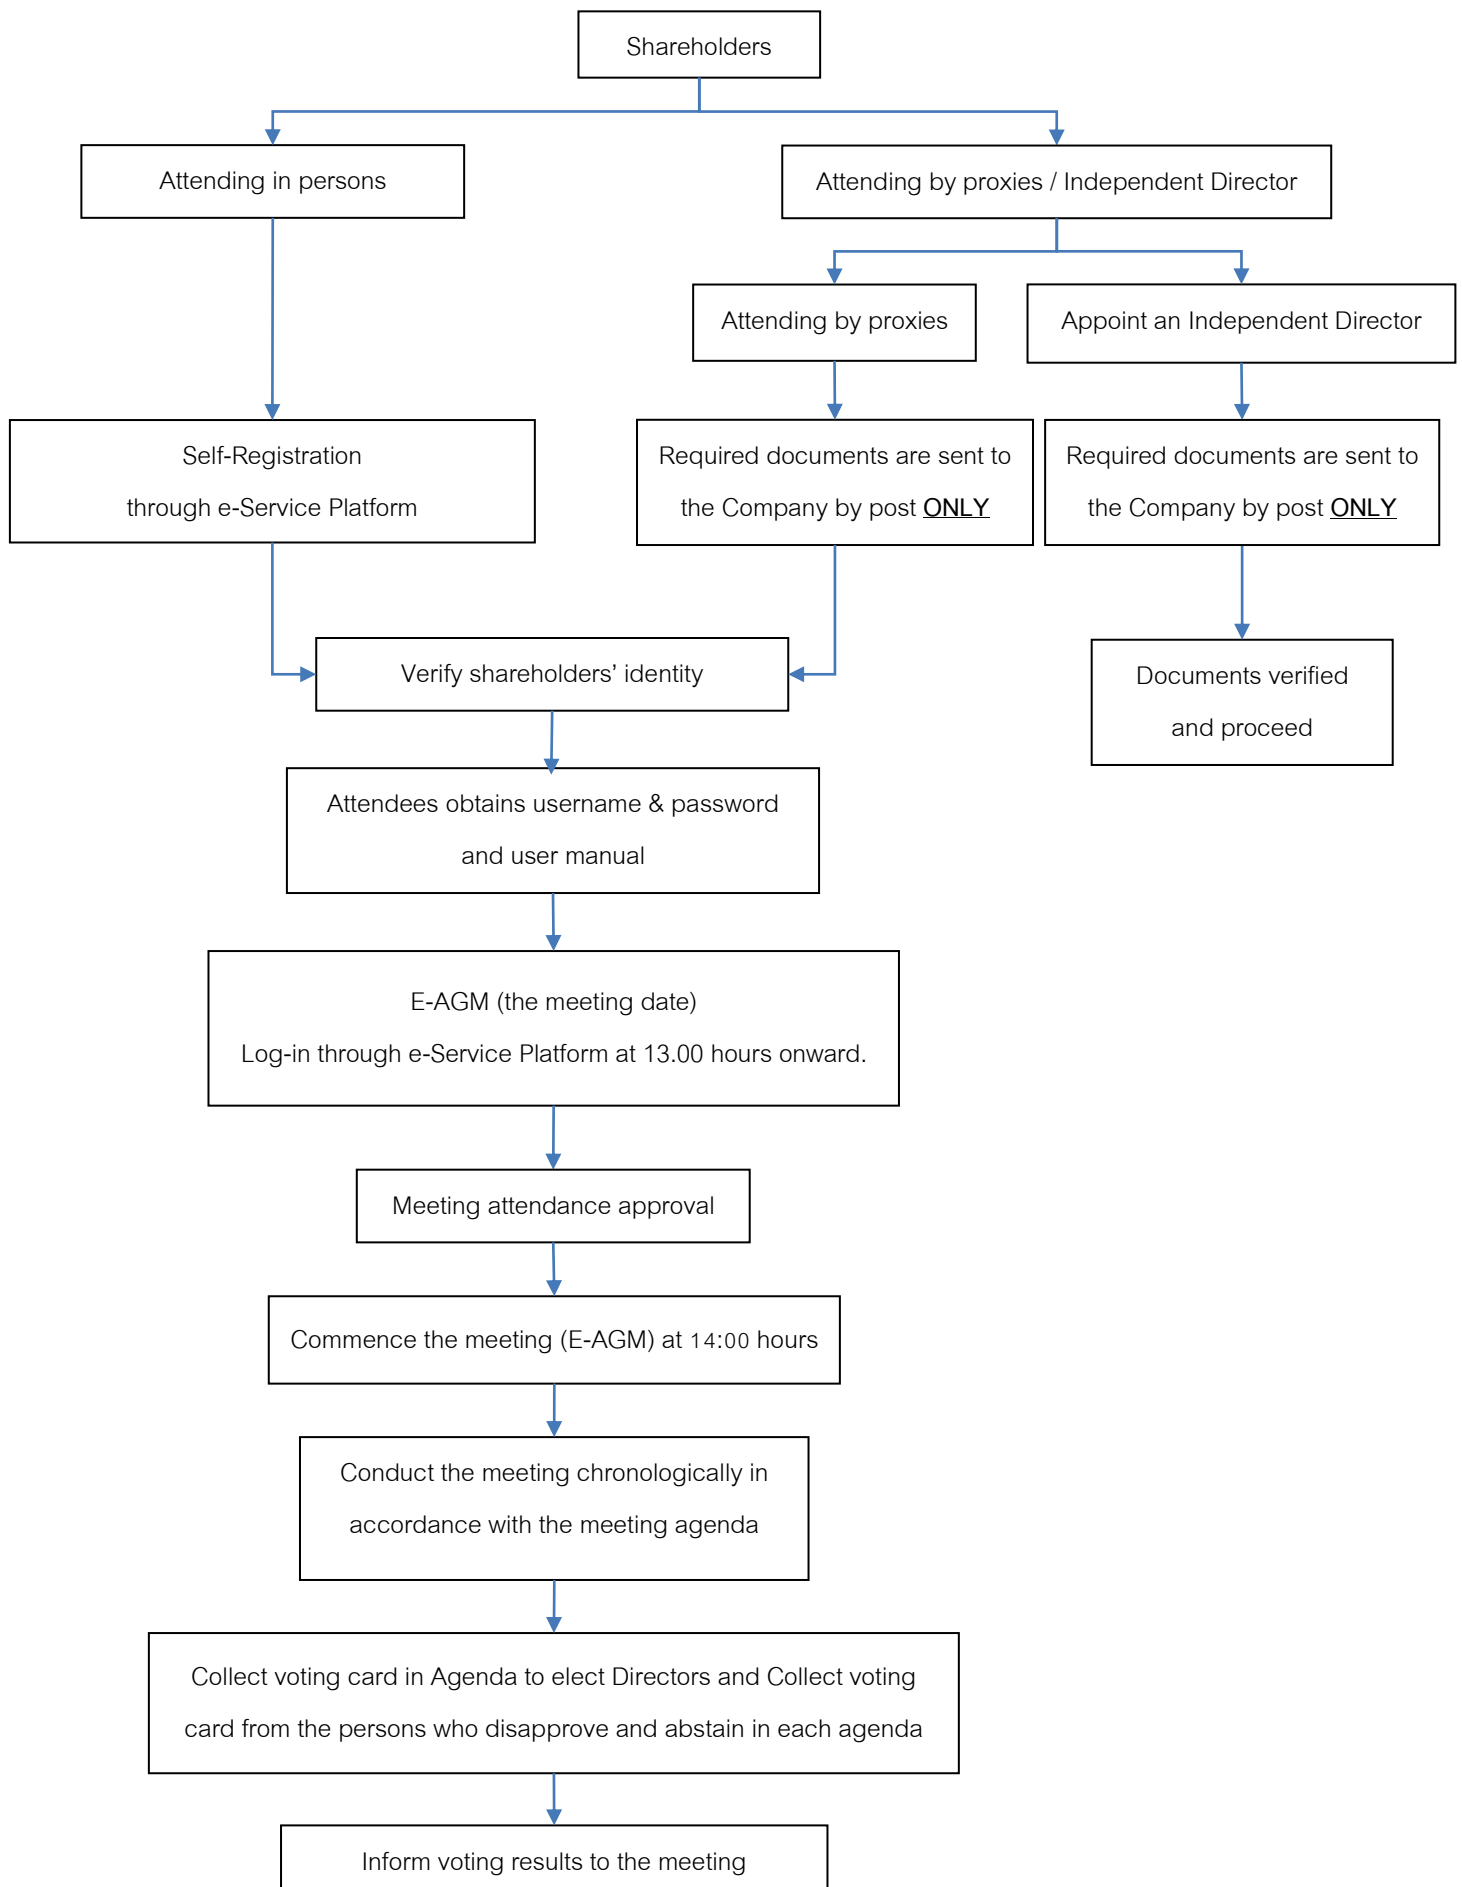 Shareholders
Attending in persons
Attending by proxies / Independent Director
Attending by proxies
Appoint an Independent Director
Self-Registration
through e-Service Platform
Required documents are sent to
the Company by post ONLY
Required documents are sent to
the Company by post ONLY
Verify shareholders’ identity
Documents verified
and proceed
Attendees obtains username & password
and user manual
E-AGM (the meeting date)
Log-in through e-Service Platform at 13.00 hours onward.
Meeting attendance approval
Commence the meeting (E-AGM) at 14:00 hours
Conduct the meeting chronologically in
accordance with the meeting agenda
Collect voting card in Agenda to elect Directors and Collect voting
card from the persons who disapprove and abstain in each agenda
Inform voting results to the meeting